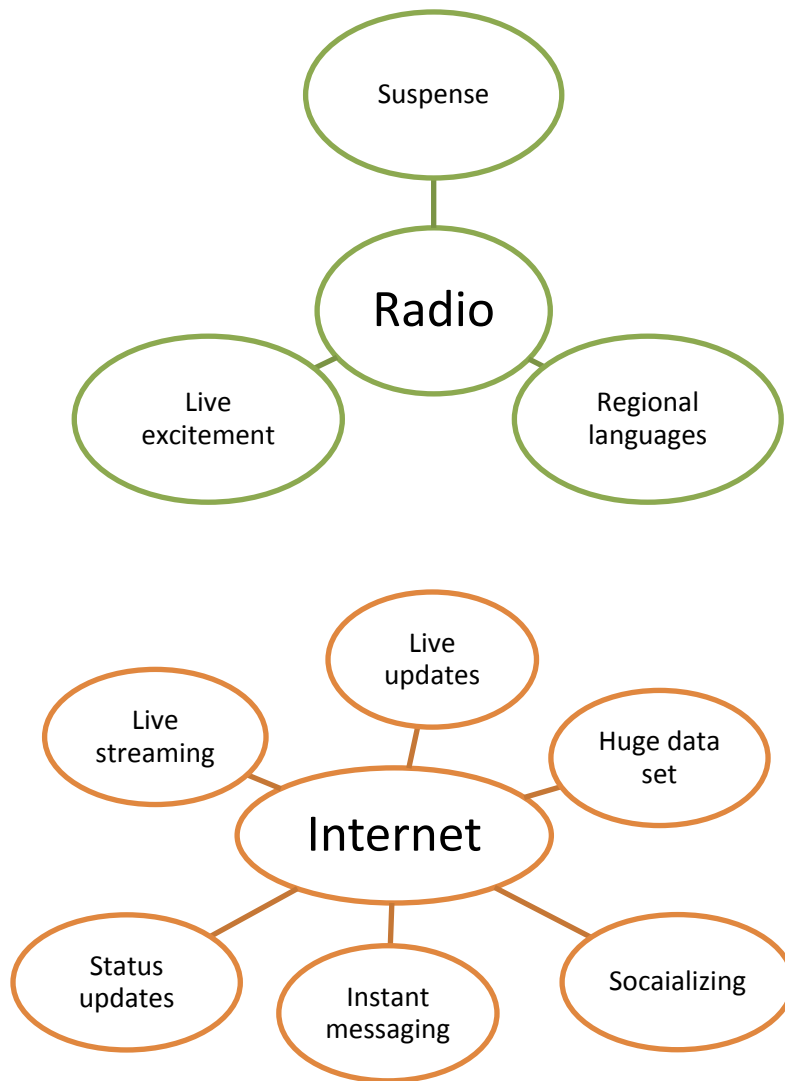 Suspense
Radio
Live
excitement
Regional
languages
Live
updates
Live
streaming
Huge data
set
Internet
Status
updates
Instant
messaging
Socaializing